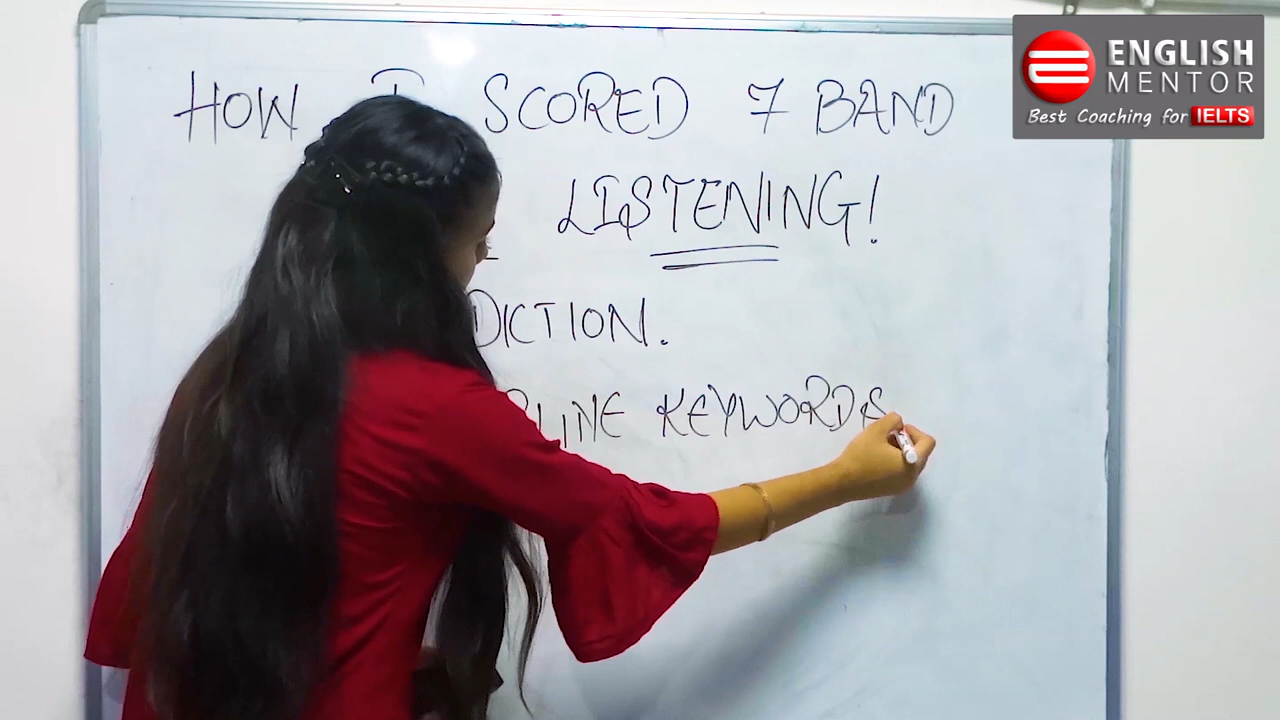 HOW I SCORED 7 BAND
LISTENING!
DICTION.
LINE KEYWORDS
ENGLISH
MENTOR
Best Coaching for IELTS